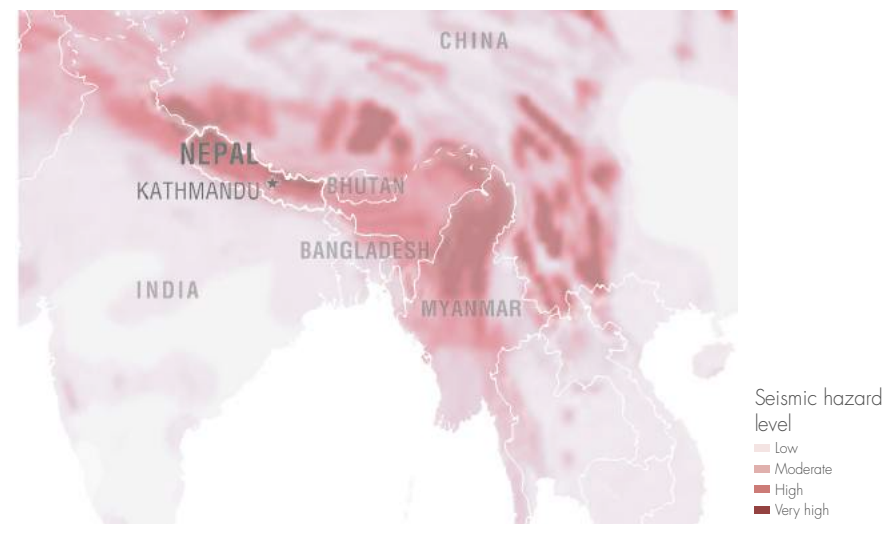 CHINA
NEPAL
KATHMANDU
BHUTAN
BANGLADESH
INDIA
MYANMAR
Seismic hazard
level
Low
Moderate
High
Very high